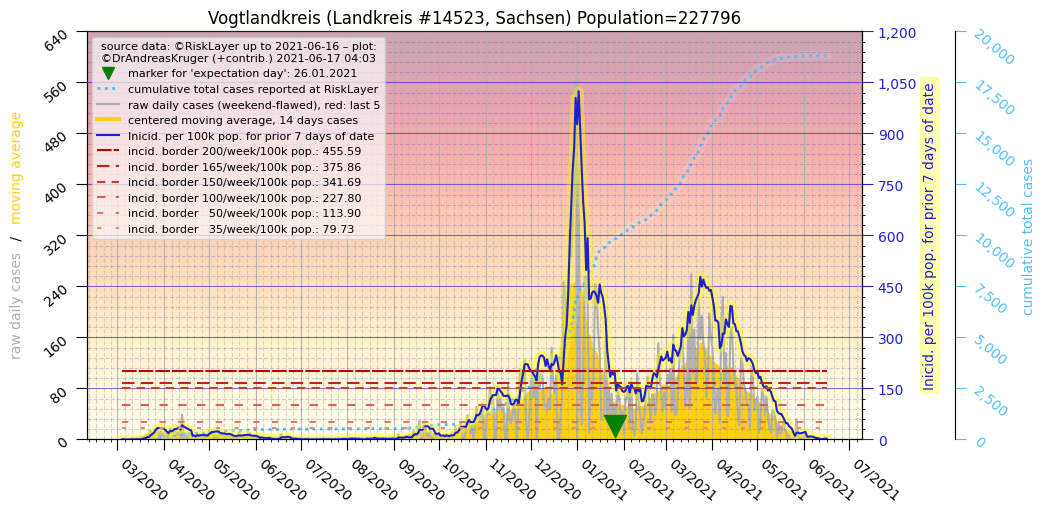 Vogtlandkreis (Landkreis #14523, Sachsen) Population=227796
source data: ©RiskLayer up to 2021-06-16 – plot:
©DrAndreasKruger (+contrib.) 2021-06-17 04:03
marker for 'expectation day': 26.01.2021
cumulative total cases reported at RiskLayer
raw daily cases (weekend-flawed), red: last 5
centered moving average, 14 days cases
Inicid. per 100k pop. for prior 7 days of date
incid. border 200/week/100k pop.: 455.59
incid. border 165/week/100k pop.: 375.86
incid. border 150/week/100k pop.: 341.69
incid. border 100/week/100k pop.: 227.80
incid. border   50/week/100k pop.: 113.90
incid. border   35/week/100k pop.: 79.73
raw daily cases / moving average
640
560
480
400
320
240
160
80
0
03/2020
04/2020
05/2020
06/2020
07/2020
08/2020
09/2020
10/2020
11/2020
12/2020
01/2021
02/2021
03/2021
04/2021
05/2021
06/2021
07/2021
1,200
1,050
900
750
600
450
300
150
0
Inicid. per 100k pop. for prior 7 days of date
20,000
17,500
15,000
12,500
10,000
7,500
5,000
2,500
0
cumulative total cases